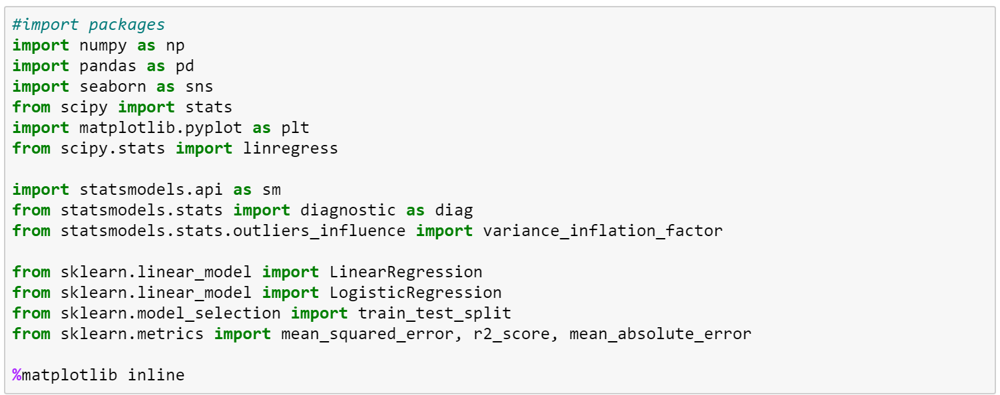 #import packages
import numpy as np
import pandas as pd
import seaborn as sns
from scipy import stats
import matplotlib.pyplot as plt
from scipy.stats import linregress

import statsmodels.api as sm
from statsmodels.stats import diagnostic as diag
from statsmodels.stats.outliers_influence import variance_inflation_factor

from sklearn.linear_model import LinearRegression
from sklearn.linear_model import LogisticRegression
from sklearn.model_selection import train_test_split
from sklearn.metrics import mean_squared_error, r2_score, mean_absolute_error

%matplotlib inline